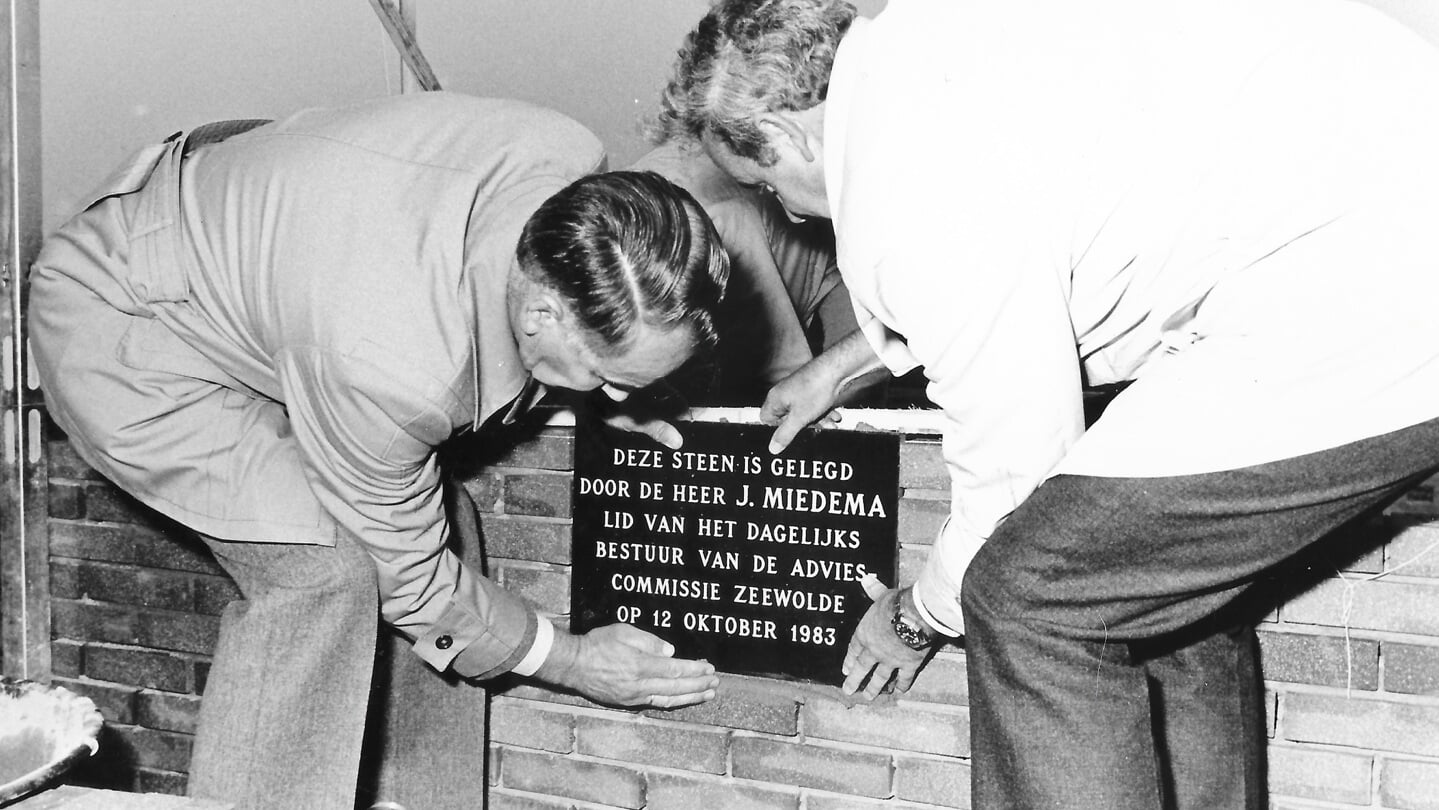 DEZE STEEN IS GELEGD
DOOR DE HEER J. MIEDEMA
LID VAN HET DAGELIJKS
BESTUUR VAN DE ADVIES-
COMMISSIE ZEEWOLDE
OP 12 OKTOBER 1983